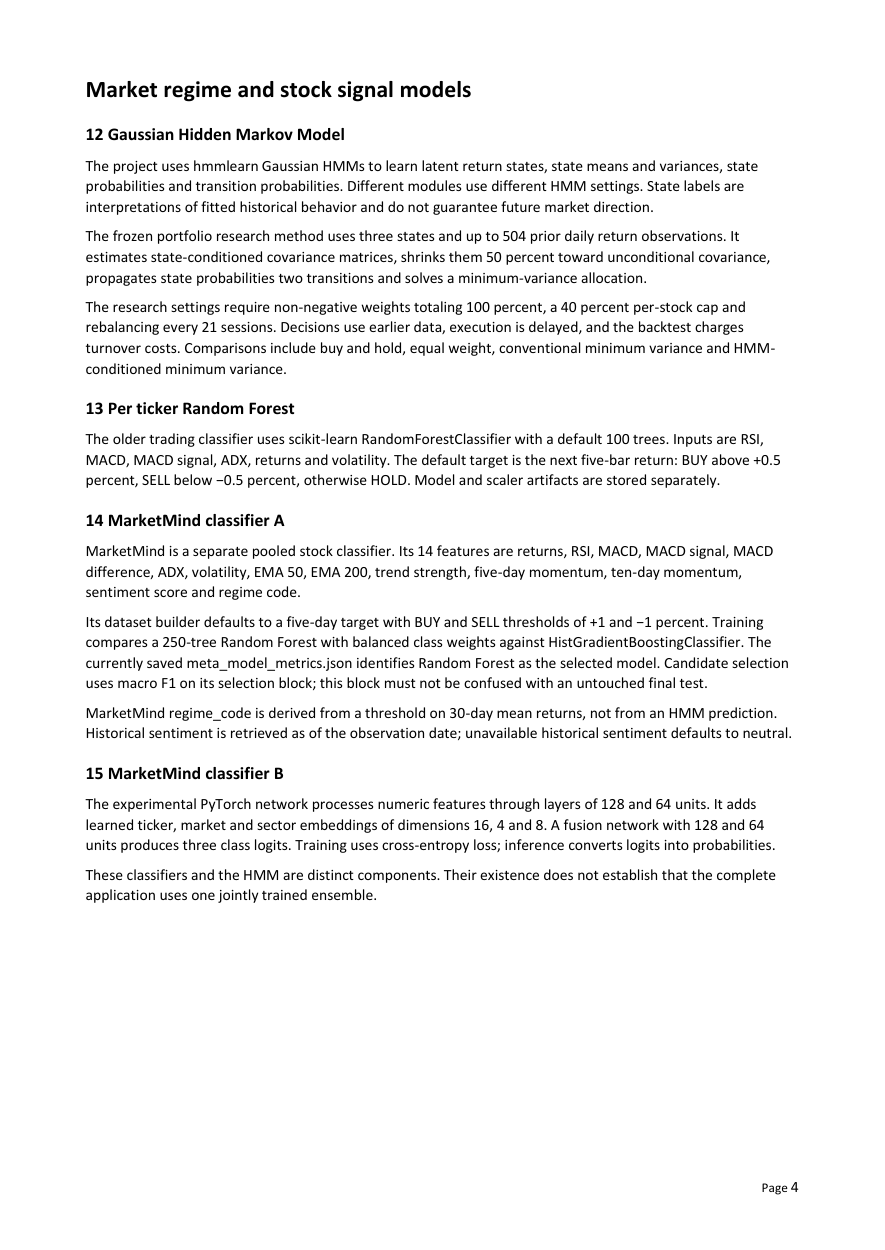 Market regime and stock signal models
12 Gaussian Hidden Markov Model
The project uses hmmlearn Gaussian HMMs to learn latent return states, state means and variances, state
probabilities and transition probabilities. Different modules use different HMM settings. State labels are
interpretations of fitted historical behavior and do not guarantee future market direction.
The frozen portfolio research method uses three states and up to 504 prior daily return observations. It
estimates state-conditioned covariance matrices, shrinks them 50 percent toward unconditional covariance,
propagates state probabilities two transitions and solves a minimum-variance allocation.
The research settings require non-negative weights totaling 100 percent, a 40 percent per-stock cap and
rebalancing every 21 sessions. Decisions use earlier data, execution is delayed, and the backtest charges
turnover costs. Comparisons include buy and hold, equal weight, conventional minimum variance and HMM-
conditioned minimum variance.
13 Per ticker Random Forest
The older trading classifier uses scikit-learn RandomForestClassifier with a default 100 trees. Inputs are RSI,
MACD, MACD signal, ADX, returns and volatility. The default target is the next five-bar return: BUY above +0.5
percent, SELL below −0.5 percent, otherwise HOLD. Model and scaler artifacts are stored separately.
14 MarketMind classifier A
MarketMind is a separate pooled stock classifier. Its 14 features are returns, RSI, MACD, MACD signal, MACD
difference, ADX, volatility, EMA 50, EMA 200, trend strength, five-day momentum, ten-day momentum,
sentiment score and regime code.
Its dataset builder defaults to a five-day target with BUY and SELL thresholds of +1 and −1 percent. Training
compares a 250-tree Random Forest with balanced class weights against HistGradientBoostingClassifier. The
currently saved meta_model_metrics.json identifies Random Forest as the selected model. Candidate selection
uses macro F1 on its selection block; this block must not be confused with an untouched final test.
MarketMind regime_code is derived from a threshold on 30-day mean returns, not from an HMM prediction.
Historical sentiment is retrieved as of the observation date; unavailable historical sentiment defaults to neutral.
15 MarketMind classifier B
The experimental PyTorch network processes numeric features through layers of 128 and 64 units. It adds
learned ticker, market and sector embeddings of dimensions 16, 4 and 8. A fusion network with 128 and 64
units produces three class logits. Training uses cross-entropy loss; inference converts logits into probabilities.
These classifiers and the HMM are distinct components. Their existence does not establish that the complete
application uses one jointly trained ensemble.
Page 4